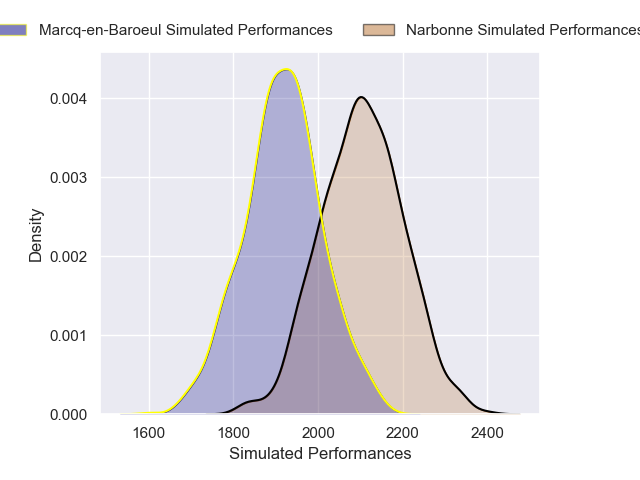 Marcq-en-Baroeul Simulated Performances
Narbonne Simulated Performances
Density
0.004
0.003
0.002
0.001
0.000
1600
1800
2000
2200
2400
Simulated Performances